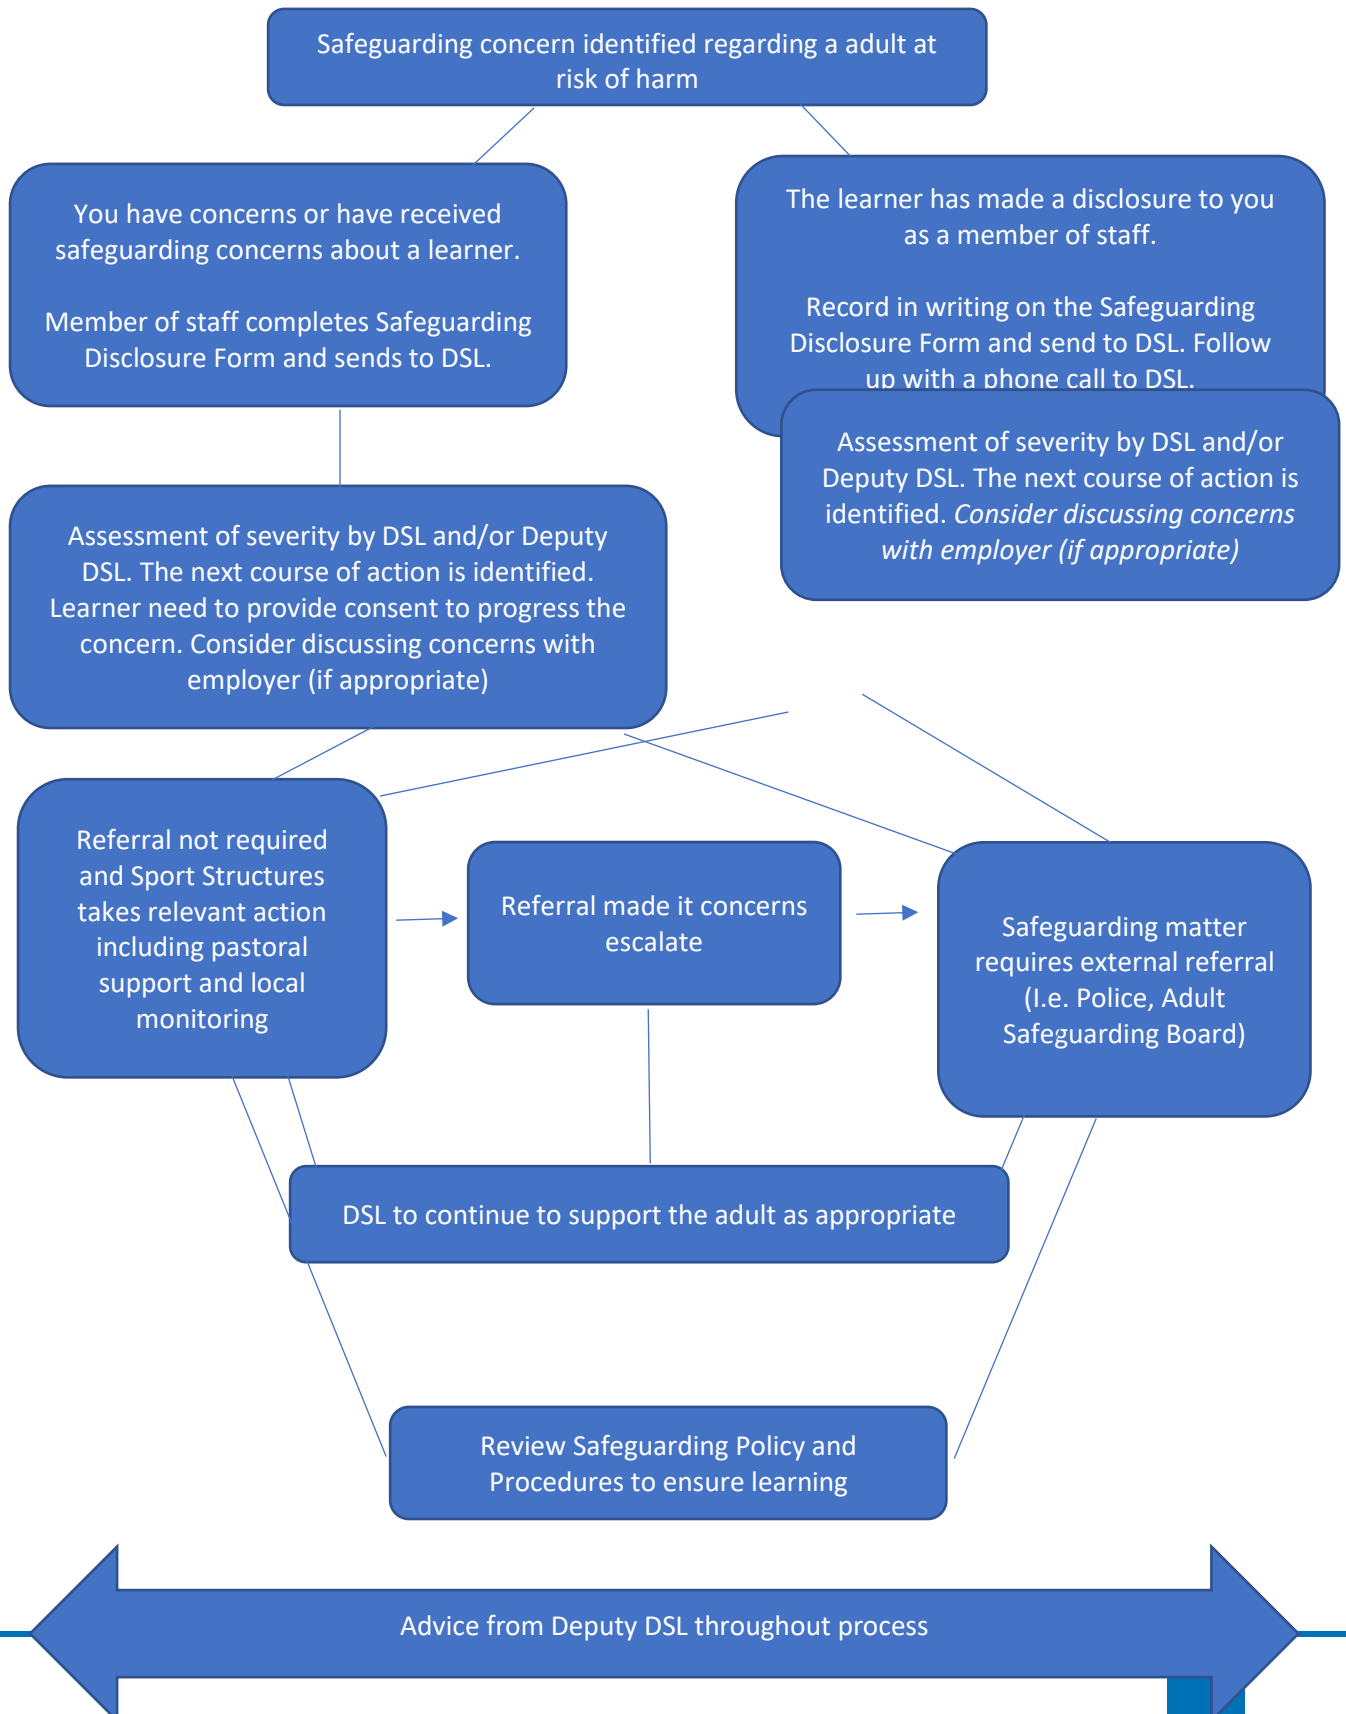 Safeguarding concern identified regarding a adult at
risk of harm
You have concerns or have received
safeguarding concerns about a learner.
Member of staff completes Safeguarding
Disclosure Form and sends to DSL.
The learner has made a disclosure to you
as a member of staff.
Record in writing on the Safeguarding
Disclosure Form and send to DSL. Follow
up with a phone call to DSL.
Assessment of severity by DSL and/or
Deputy DSL. The next course of action is
identified. Consider discussing concerns
with employer (if appropriate)
Assessment of severity by DSL and/or Deputy
DSL. The next course of action is identified.
Learner need to provide consent to progress the
concern. Consider discussing concerns with
employer (if appropriate)
Referral not required
and Sport Structures
takes relevant action
including pastoral
support and local
monitoring
Referral made it concerns
escalate
Safeguarding matter
requires external referral
(I.e. Police, Adult
Safeguarding Board)
DSL to continue to support the adult as appropriate
Review Safeguarding Policy and
Procedures to ensure learning
Advice from Deputy DSL throughout process